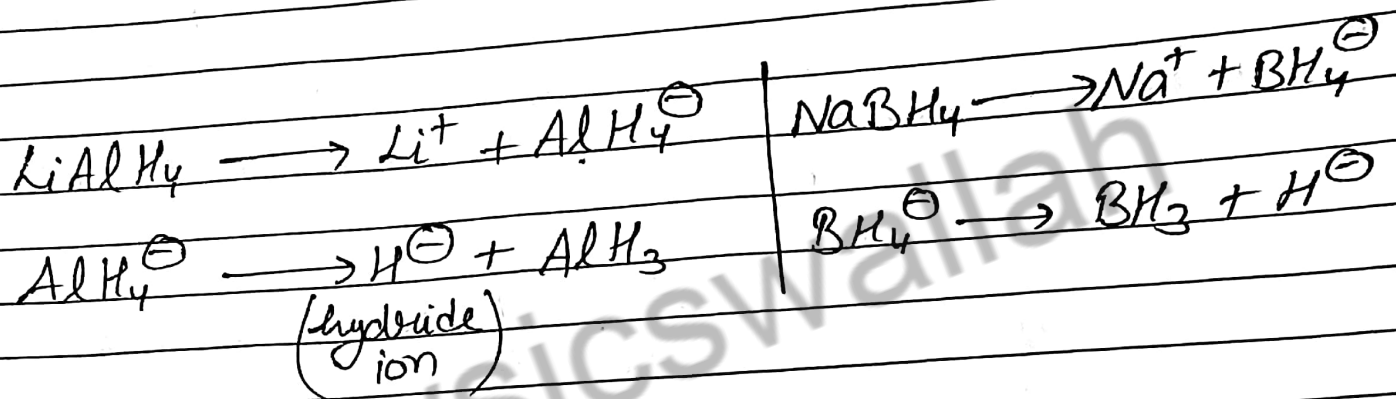 LiAlH₄ ⟶ Li⁺ + AlH₄⊖
AlH₄⊖ ⟶ H⊖ + AlH₃
(hydride ion)
NaBH₄ ⟶ Na⁺ + BH₄⊖
BH₄⊖ ⟶ BH₃ + H⊖